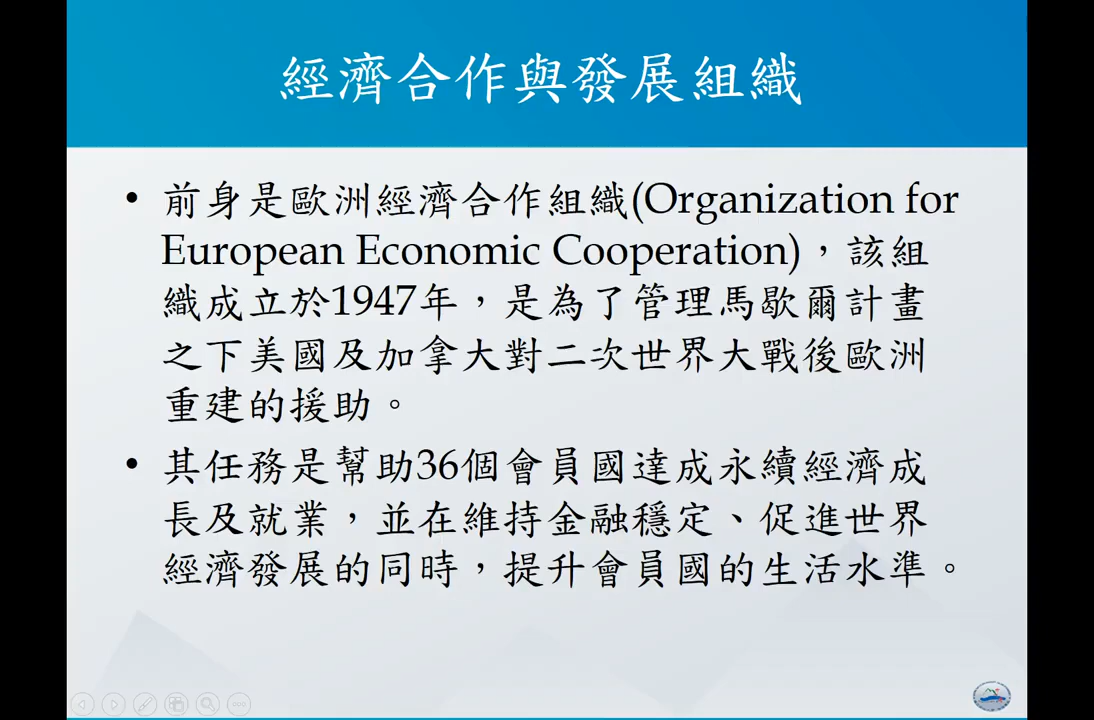 經濟合作與發展組織
• 前身是歐洲經濟合作組織(Organization for
European Economic Cooperation)，該組
織成立於1947年，是為了管理馬歇爾計畫
之下美國及加拿大對二次世界大戰後歐洲
重建的援助。
• 其任務是幫助36個會員國達成永續經濟成
長及就業，並在維持金融穩定、促進世界
經濟發展的同時，提升會員國的生活水準。